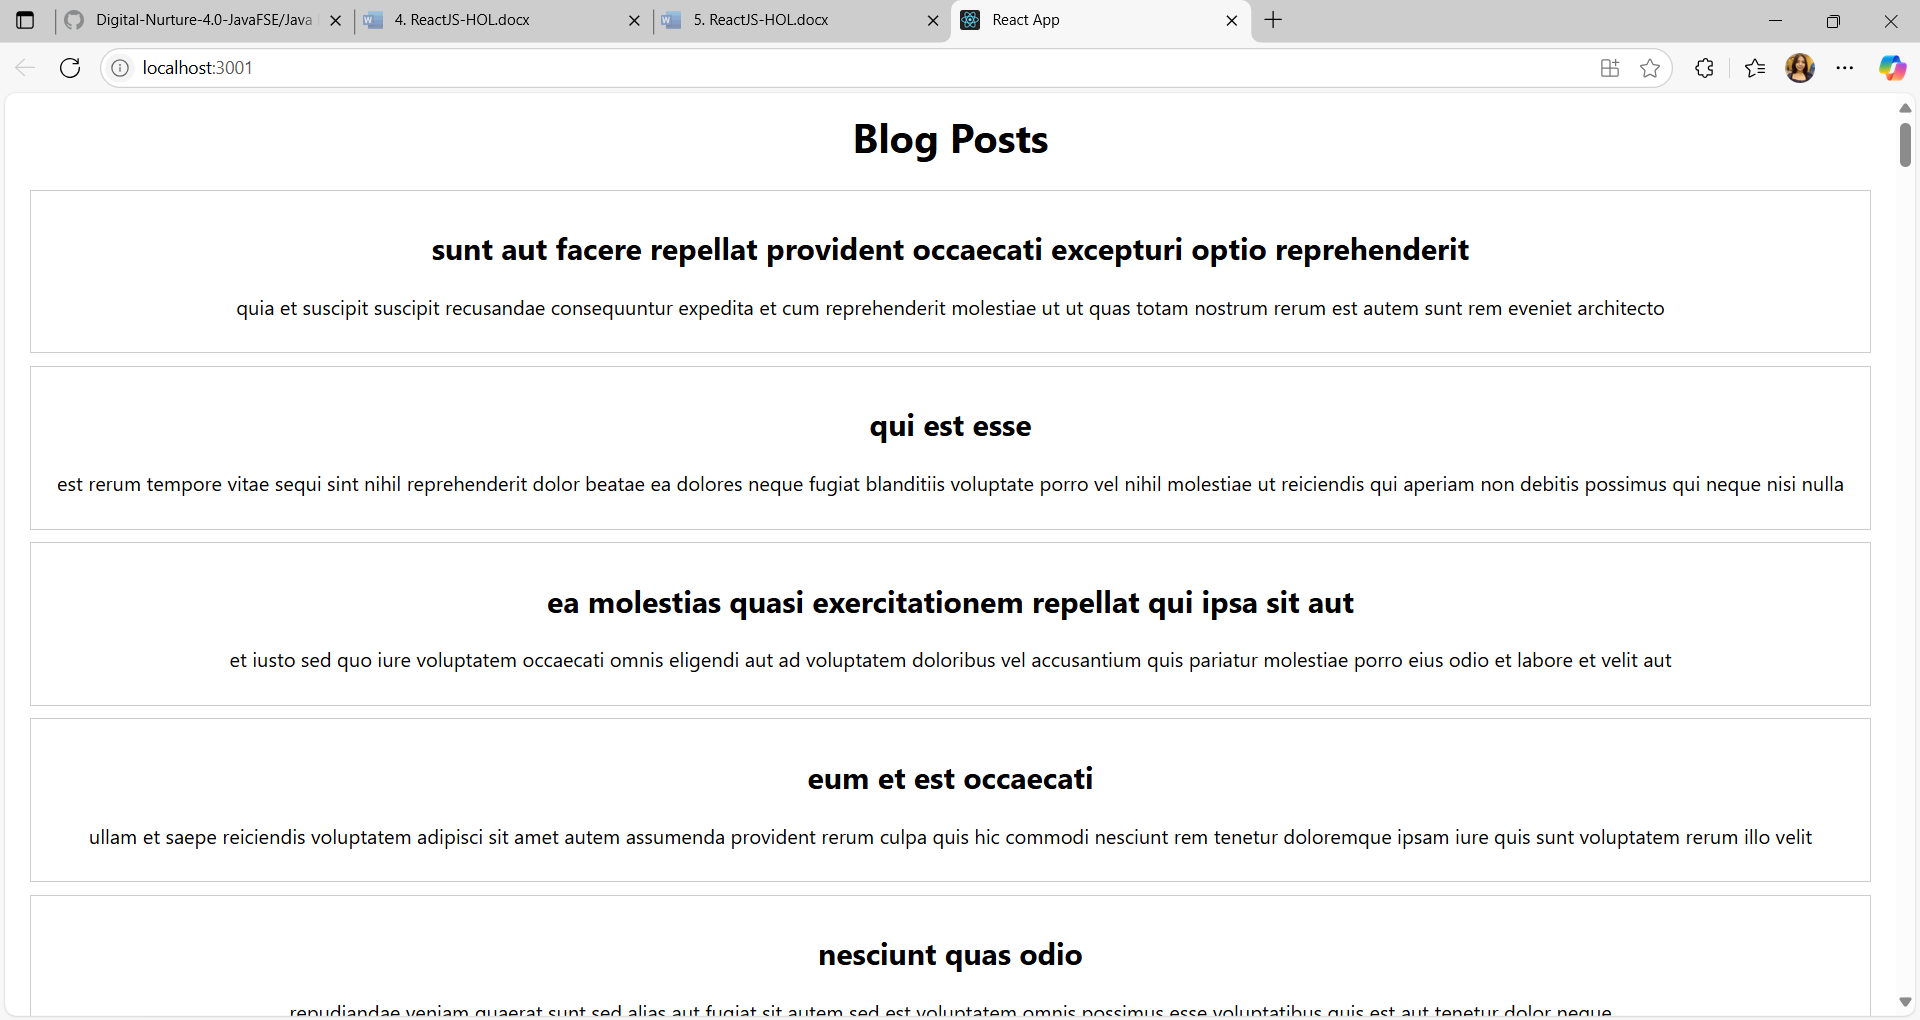 Digital-Nurture-4.0-JavaFSE/Java
4. ReactJS-HOL.docx
5. ReactJS-HOL.docx
React App
localhost:3001
Blog Posts
sunt aut facere repellat provident occaecati excepturi optio reprehenderit
quia et suscipit suscipit recusandae consequuntur expedita et cum reprehenderit molestiae ut ut quas totam nostrum rerum est autem sunt rem eveniet architecto
qui est esse
est rerum tempore vitae sequi sint nihil reprehenderit dolor beatae ea dolores neque fugiat blanditiis voluptate porro vel nihil molestiae ut reiciendis qui aperiam non debitis possimus qui neque nisi nulla
ea molestias quasi exercitationem repellat qui ipsa sit aut
et iusto sed quo iure voluptatem occaecati omnis eligendi aut ad voluptatem doloribus vel accusantium quis pariatur molestiae porro eius odio et labore et velit aut
eum et est occaecati
ullam et saepe reiciendis voluptatem adipisci sit amet autem assumenda provident rerum culpa quis hic commodi nesciunt rem tenetur doloremque ipsam iure quis sunt voluptatem rerum illo velit
nesciunt quas odio
repudiandae veniam quaerat sunt sed alias aut fugiat sit autem sed est voluptatem omnis possimus esse voluptatibus quis est aut tenetur dolor neque